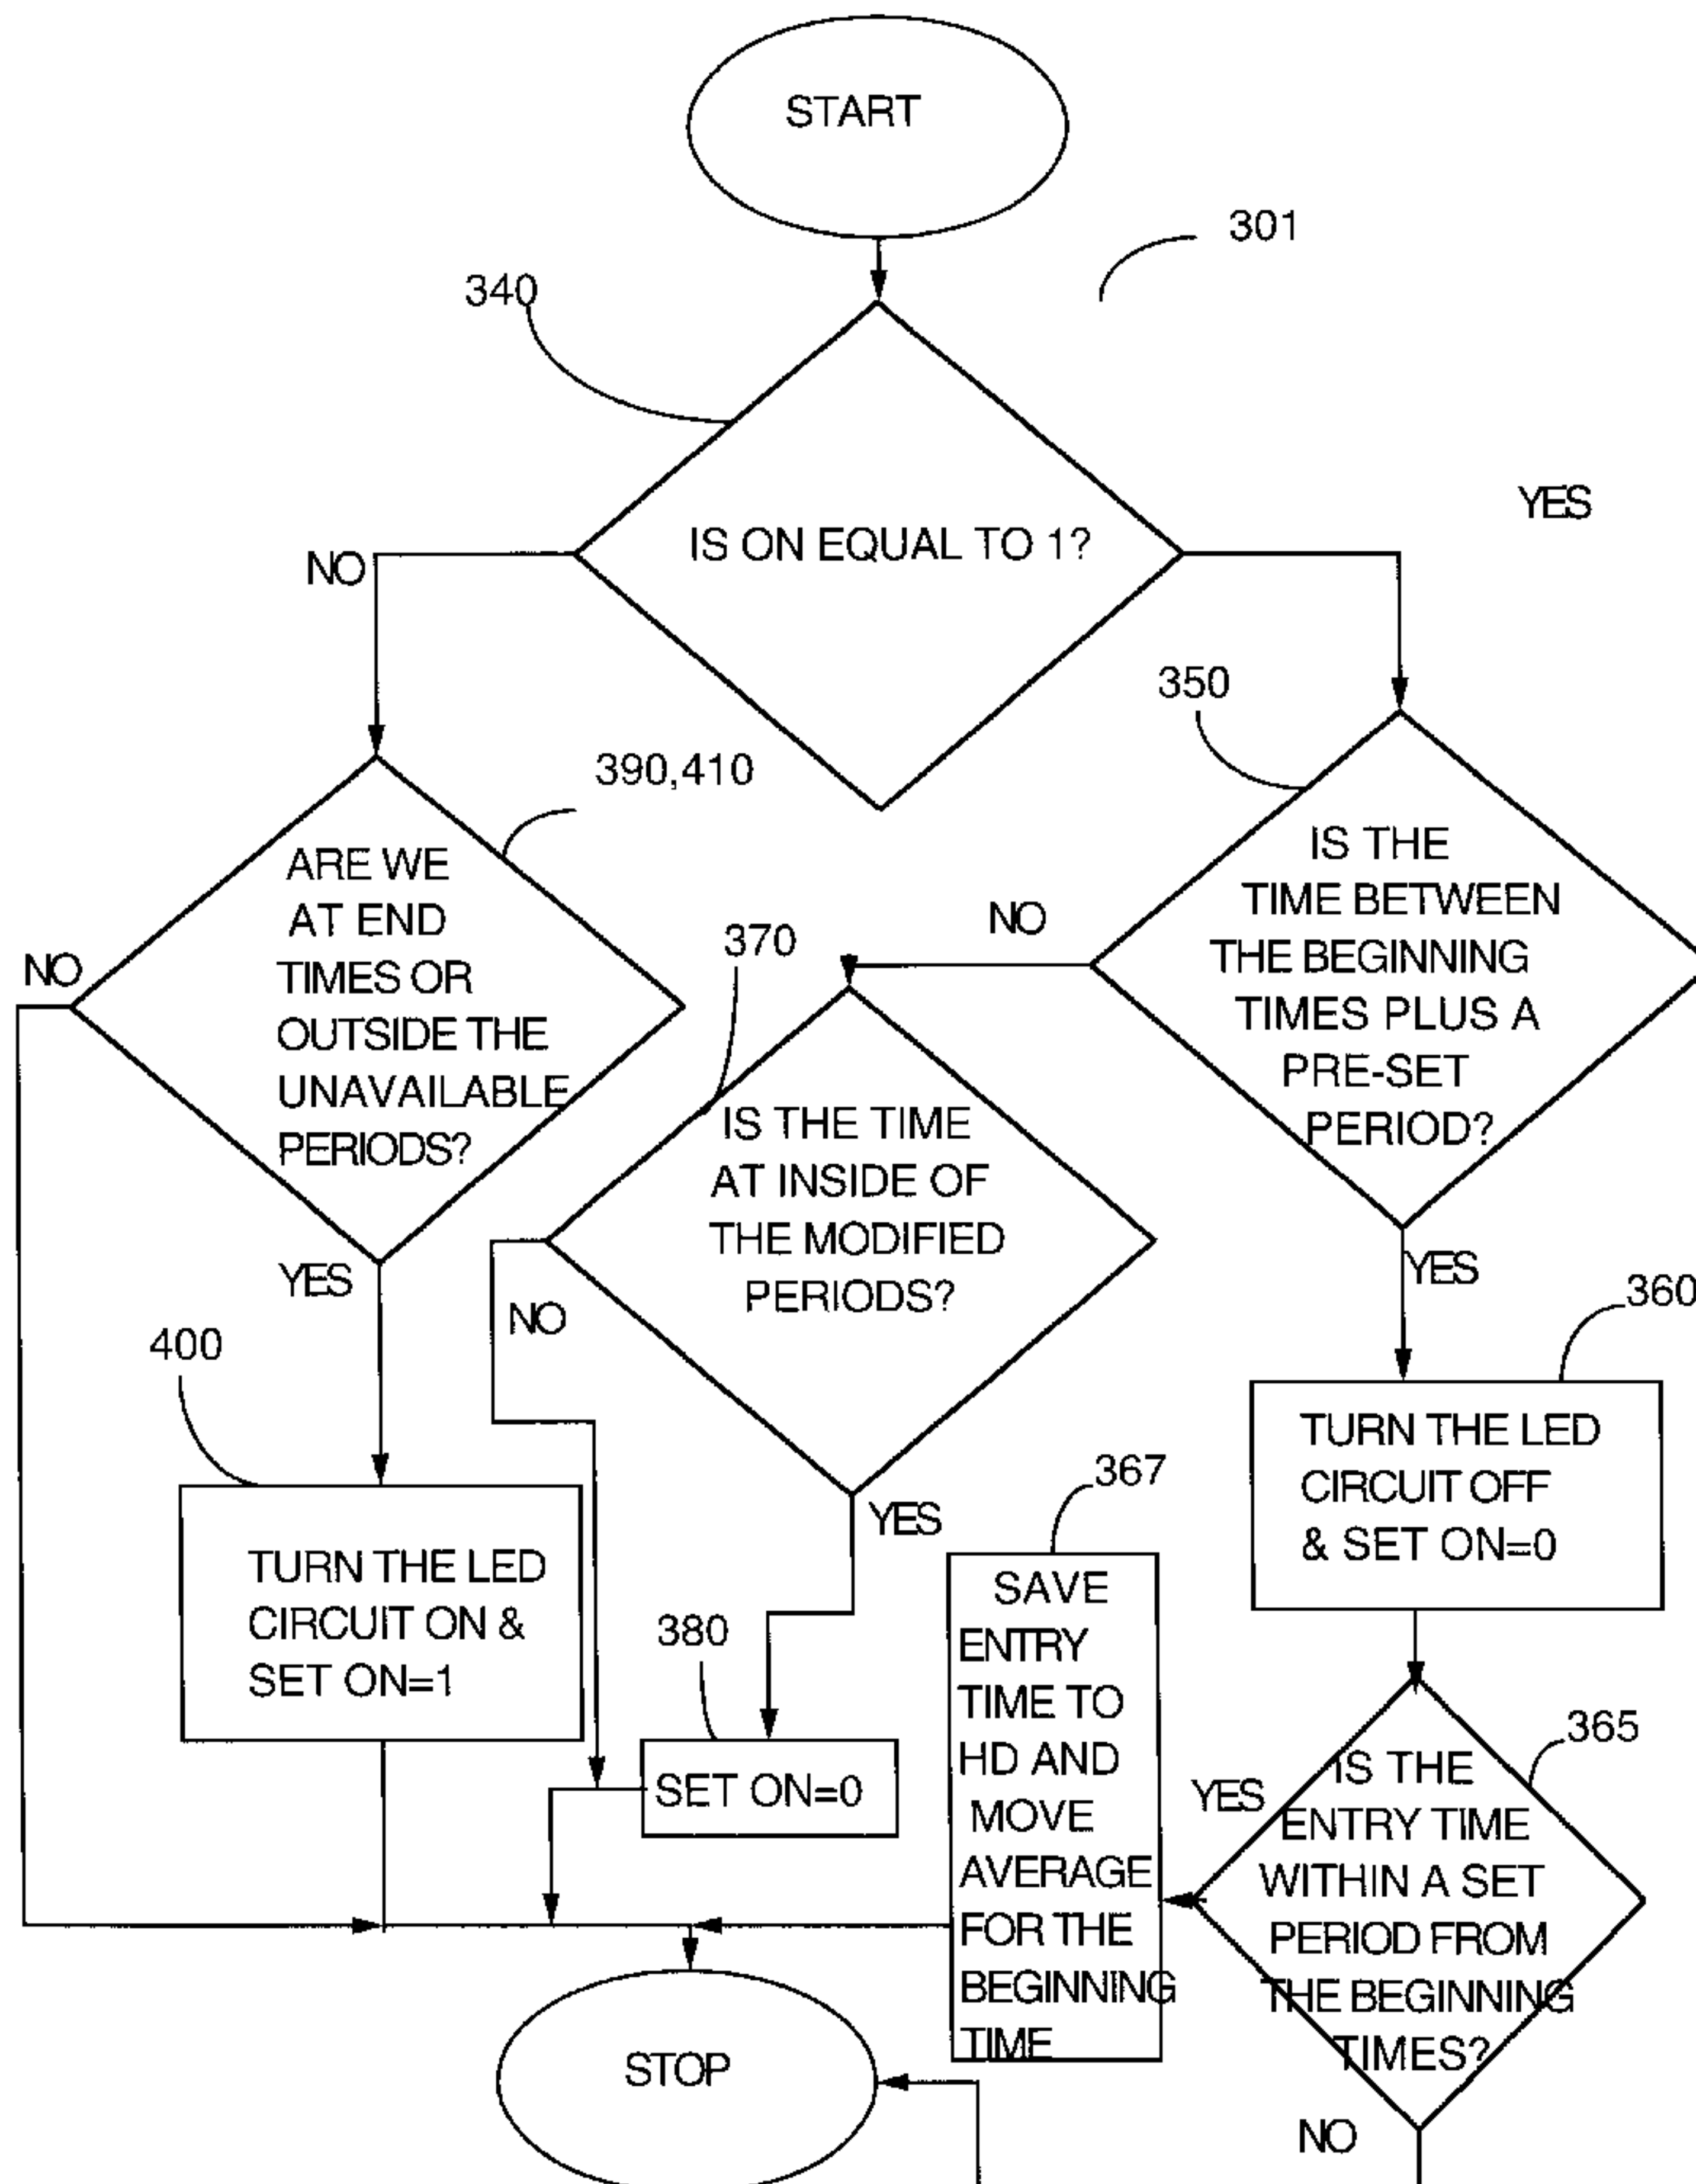 START
301
340
IS ON EQUAL TO 1?
YES
NO
350
390,410
IS THE
TIME BETWEEN
THE BEGINNING
TIMES PLUS A
PRE-SET
PERIOD?
ARE WE
AT END
TIMES OR
OUTSIDE THE
UNAVAILABLE
PERIODS?
NO
370
NO
IS THE TIME
AT INSIDE OF
THE MODIFIED
PERIODS?
YES
NO
YES
360
400
TURN THE LED
CIRCUIT OFF
& SET ON=0
367
YES
TURN THE LED
CIRCUIT ON &
SET ON=1
380
SET ON=0
SAVE
ENTRY
TIME TO
HD AND
MOVE
AVERAGE
FOR THE
BEGINNING
TIME
365
YES
IS THE
ENTRY TIME
WITHIN A SET
PERIOD FROM
THE BEGINNING
TIMES?
STOP
NO